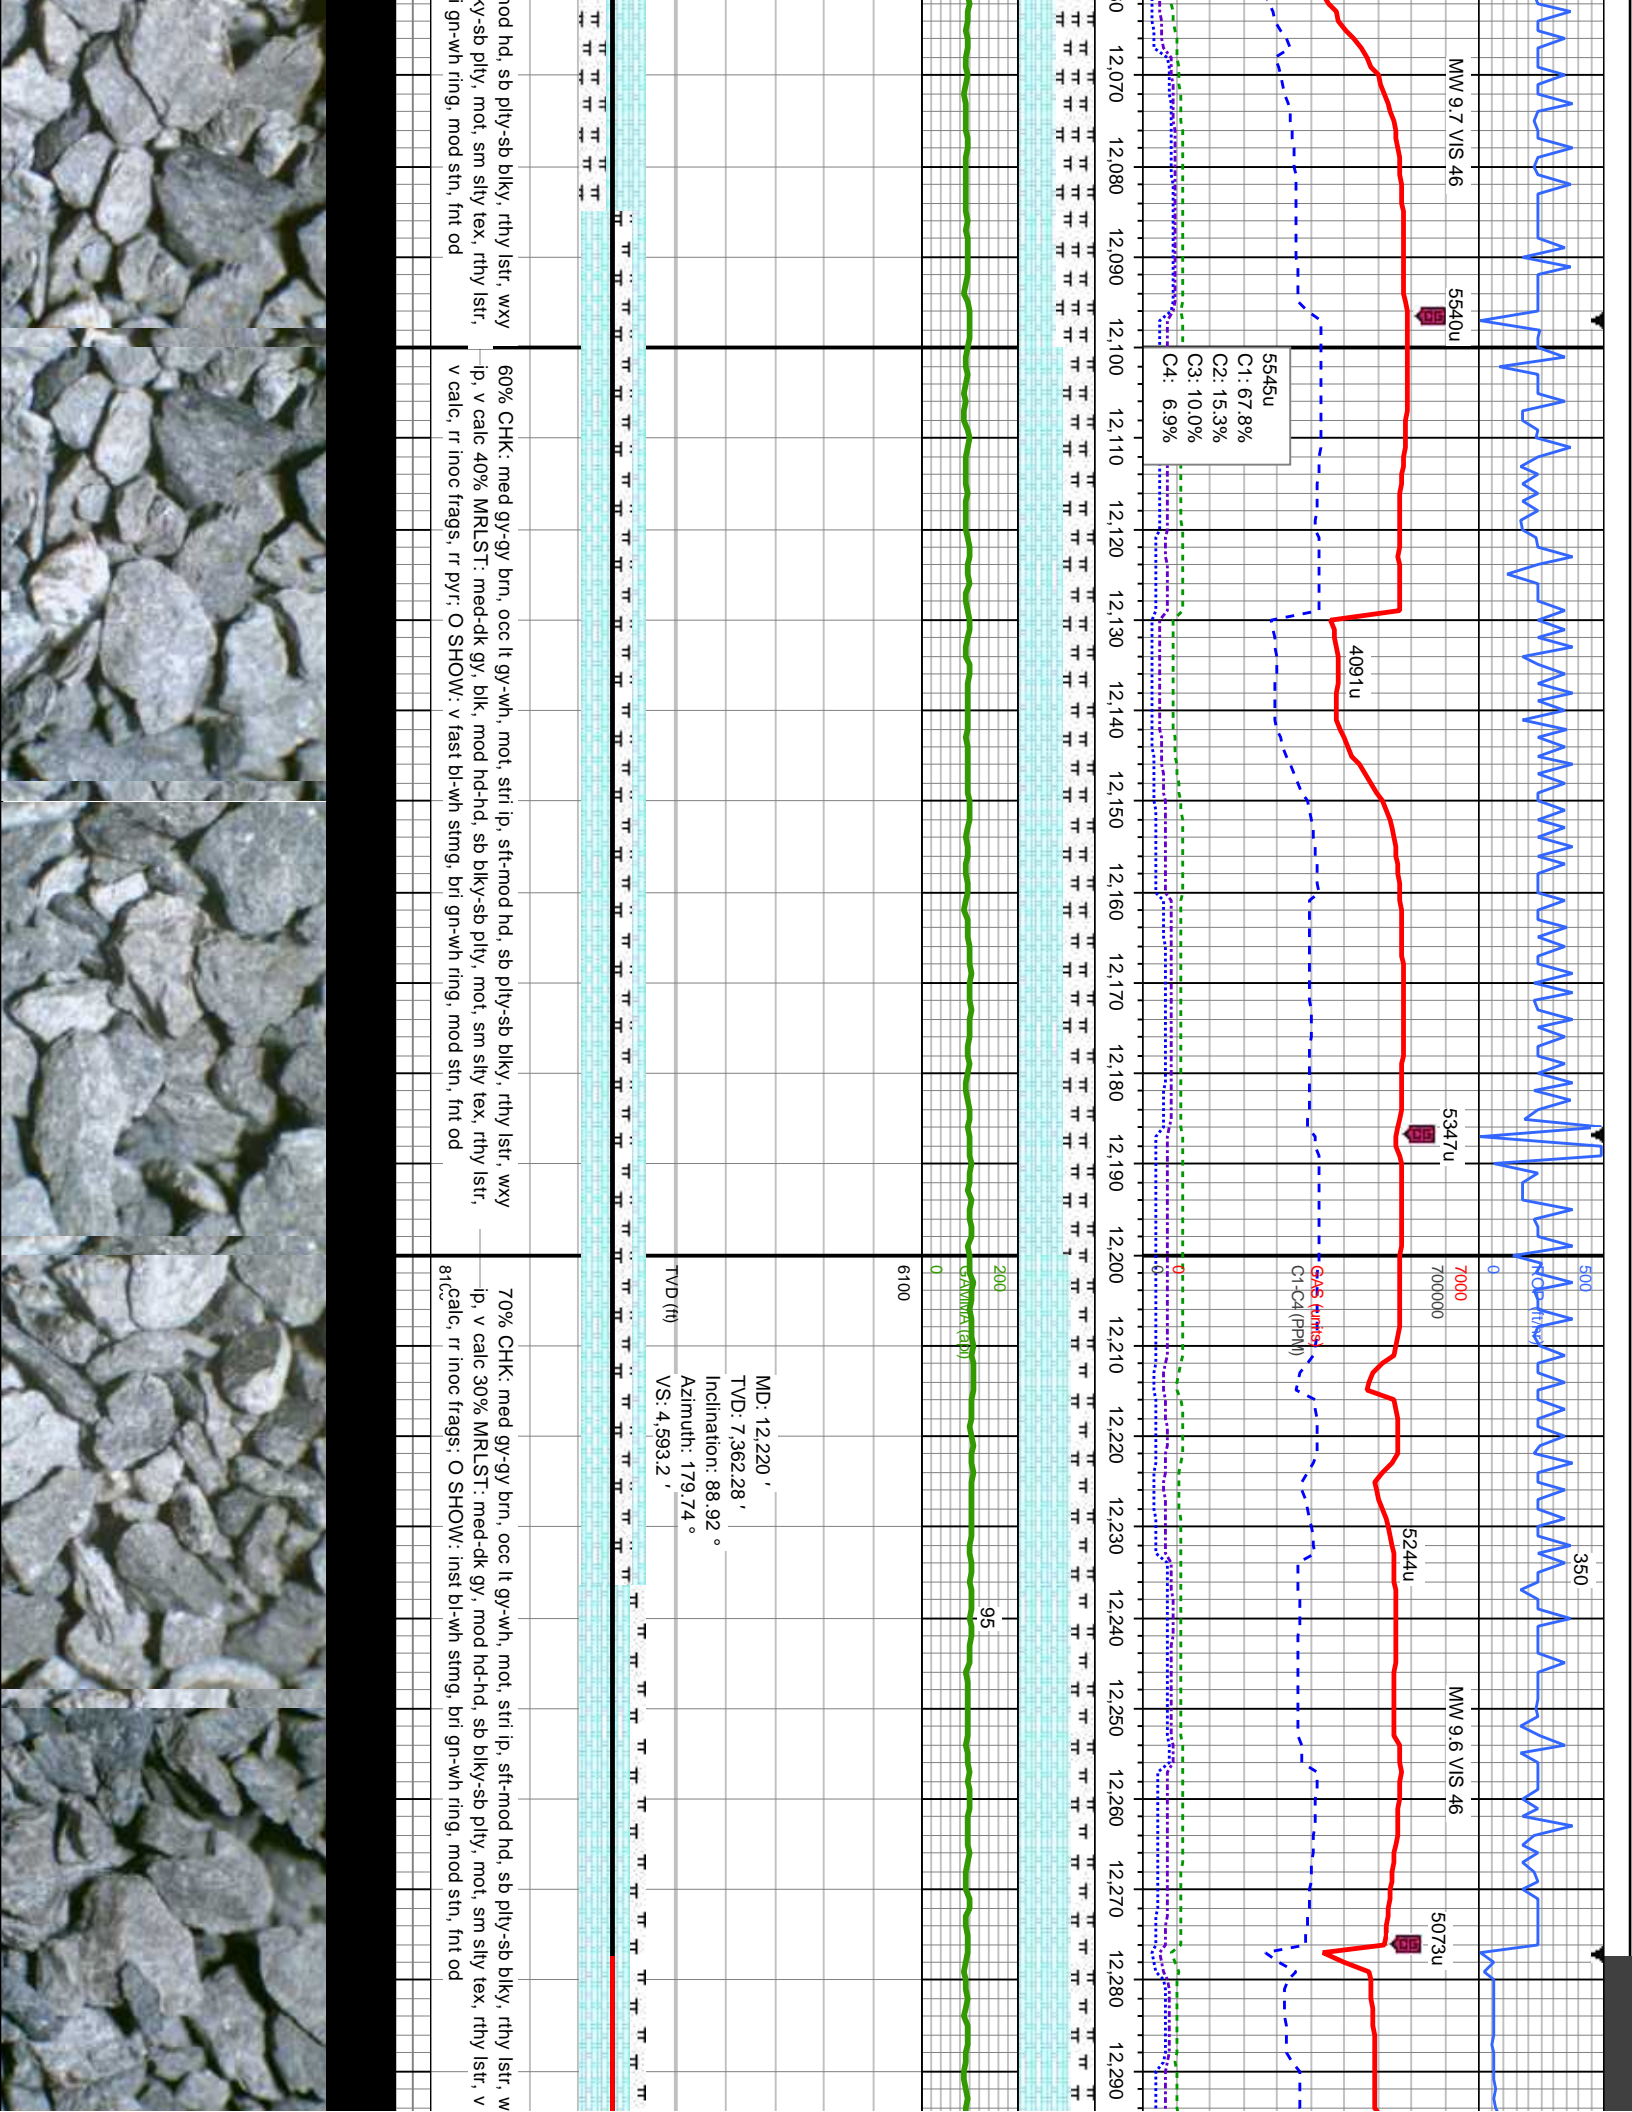 MW 9.7 VIS 46
5540u
4091u
5347u
5244u
5073u
350
MW 9.6 VIS 46
500
ROP (ft/hr)
0
7000
700000
GAS (units)
C1-C4 (PPM)
0
5545u
C1: 67.8%
C2: 15.3%
C3: 10.0%
C4: 6.9%
12,070
12,080
12,090
12,100
12,110
12,120
12,130
12,140
12,150
12,160
12,170
12,180
12,190
12,200
12,210
12,220
12,230
12,240
12,250
12,260
12,270
12,280
12,290
200
GAMMA (api)
0
95
6100
TVD (ft)
MD: 12,220 '
TVD: 7,362.28 '
Inclination: 88.92 °
Azimuth: 179.74 °
VS: 4,593.2 '
mod hd, sb plty-sb blky, rthy lstr, wxy
ky-sb plty, mot, sm slty tex, rthy lstr,
i gn-wh ring, mod stn, fnt od
60% CHK: med gy-gy brn, occ lt gy-wh, mot, stri ip, sft-mod hd, sb plty-sb blky, rthy lstr, wxy
ip, v calc 40% MRLST: med-dk gy, blk, mod hd-hd, sb blky-sb plty, mot, sm slty tex, rthy lstr,
v calc, rr inoc frags, rr pyr; O SHOW: v fast bl-wh stmg, bri gn-wh ring, mod stn, fnt od
70% CHK: med gy-gy brn, occ lt gy-wh, mot, stri ip, sft-mod hd, sb plty-sb blky, rthy lstr, w
ip, v calc 30% MRLST: med-dk gy, mod hd-hd, sb blky-sb plty, mot, sm slty tex, rthy lstr, v
calc, rr inoc frags; O SHOW: inst bl-wh stmg, bri gn-wh ring, mod stn, fnt od